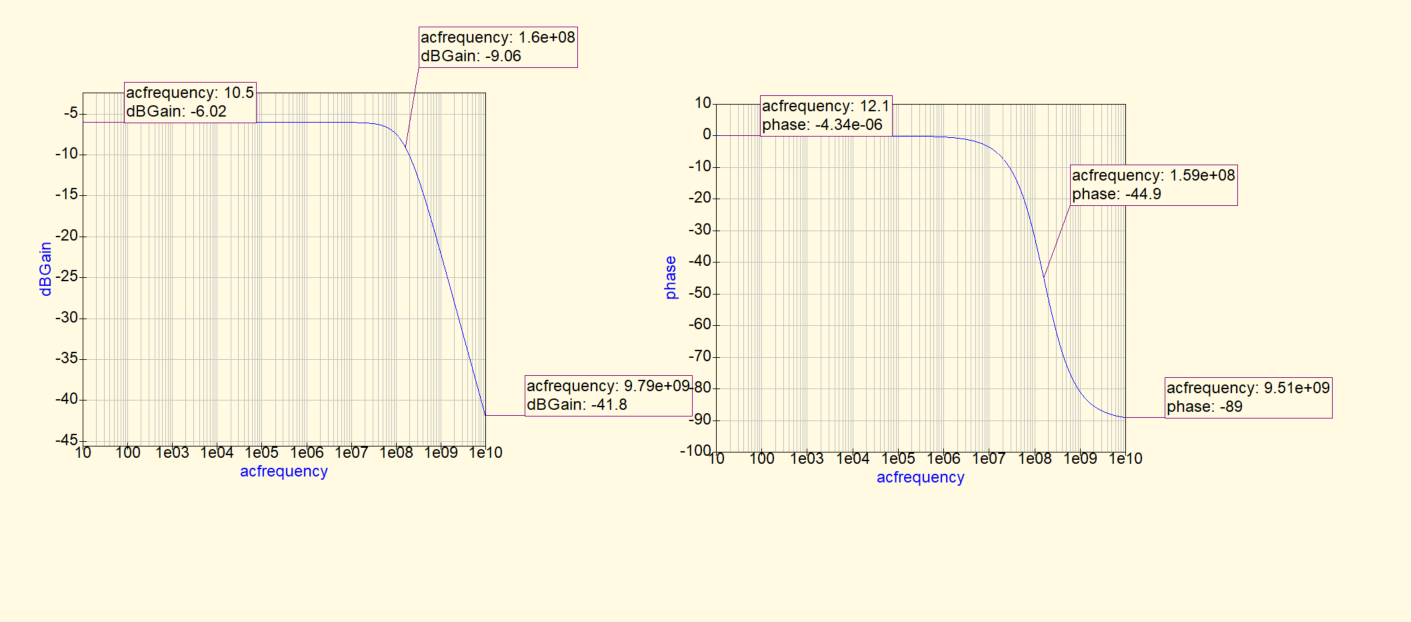 acfrequency: 1.6e+08
dBGain: -9.06
acfrequency: 10.5
dBGain: -6.02
-5
-10
-15
-20
-25
-30
-35
-40
-45
dBGain
10 100 1e03 1e04 1e05 1e06 1e07 1e08 1e09 1e10
acfrequency
acfrequency: 9.79e+09
dBGain: -41.8
acfrequency: 12.1
phase: -4.34e-06
acfrequency: 1.59e+08
phase: -44.9
10
0
-10
-20
-30
-40
-50
-60
-70
-80
-90
-100
phase
10 100 1e03 1e04 1e05 1e06 1e07 1e08 1e09 1e10
acfrequency
acfrequency: 9.51e+09
phase: -89